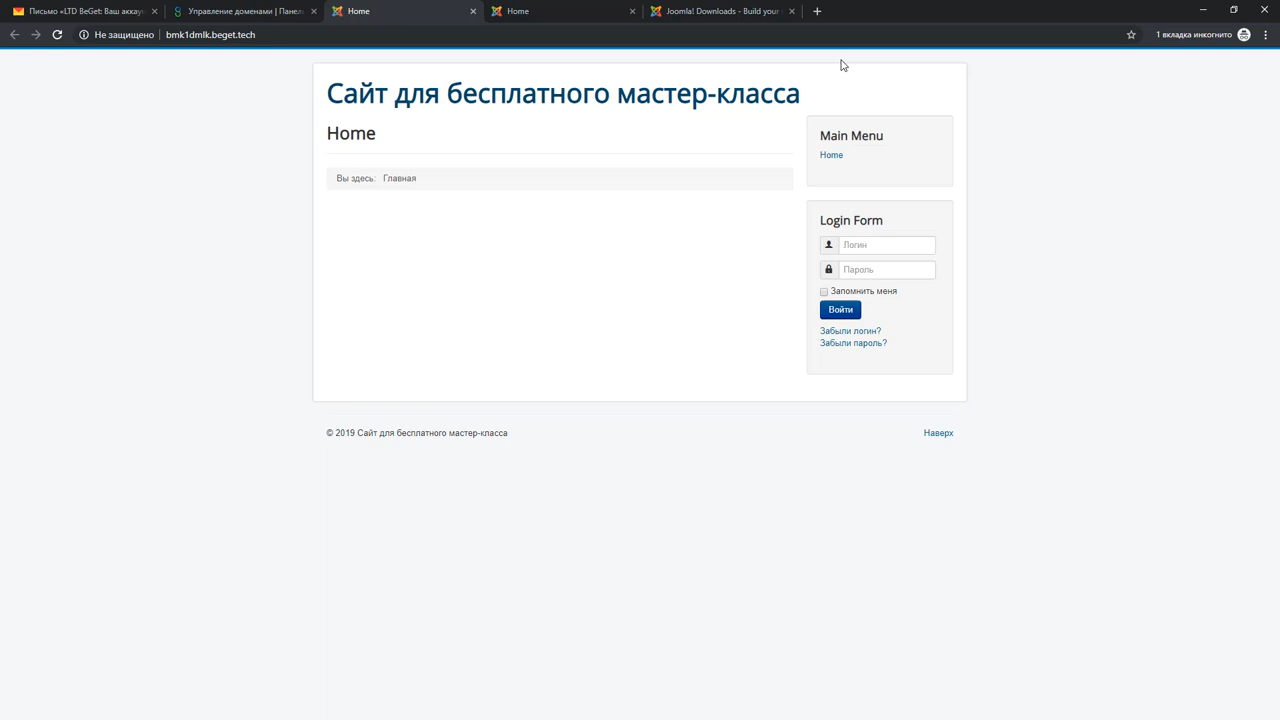 Письмо «LTD BeGet: Ваш аккау
Управление доменами | Панел
Home
Home
Joomla! Downloads - Build your
Не защищено
bmk1dmlk.beget.tech
1 вкладка инкогнито
Сайт для бесплатного мастер-класса
Home
Вы здесь: Главная
Main Menu
Home
Login Form
Логин
Пароль
Запомнить меня
Войти
Забыли логин?
Забыли пароль?
© 2019 Сайт для бесплатного мастер-класса
Наверх